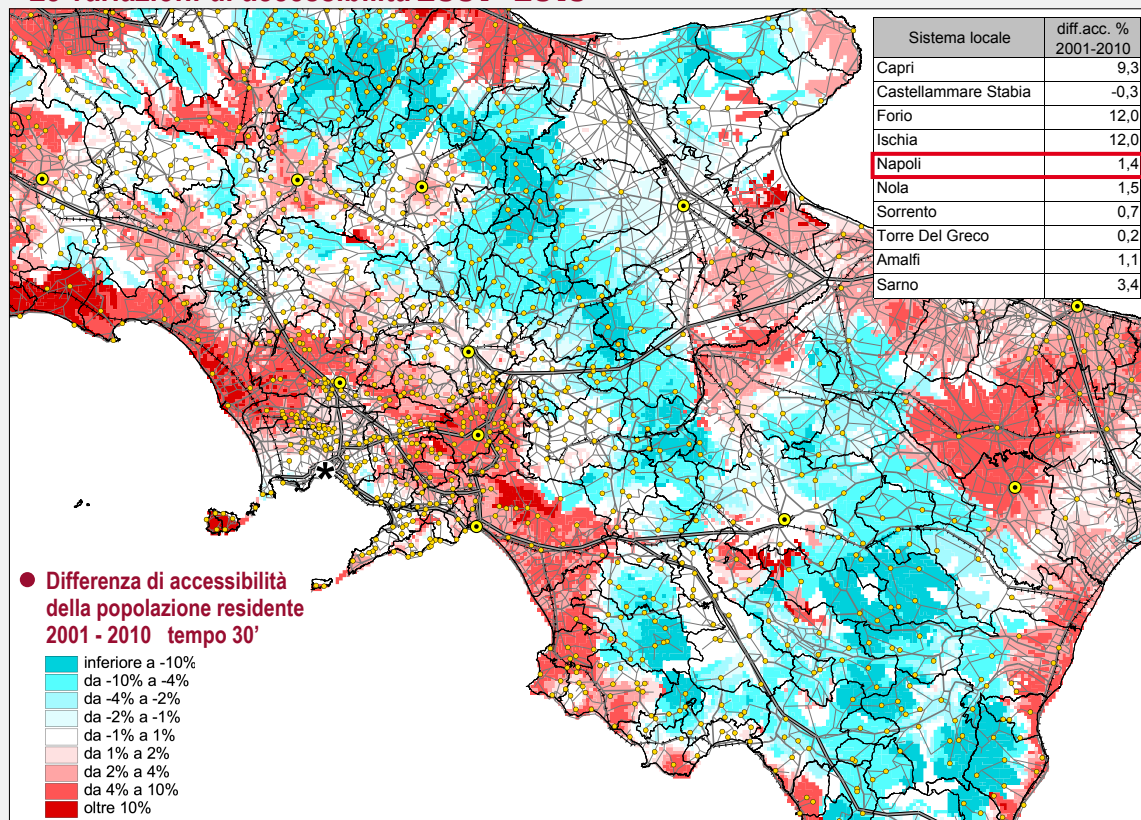 Sistema locale diff.acc. % 2001-2010
Capri 9,3
Castellammare Stabia -0,3
Forio 12,0
Ischia 12,0
Napoli 1,4
Nola 1,5
Sorrento 0,7
Torre Del Greco 0,2
Amalfi 1,1
Sarno 3,4
*
● Differenza di accessibilità
della popolazione residente
2001 - 2010 tempo 30'
inferiore a -10%
da -10% a -4%
da -4% a -2%
da -2% a -1%
da -1% a 1%
da 1% a 2%
da 2% a 4%
da 4% a 10%
oltre 10%